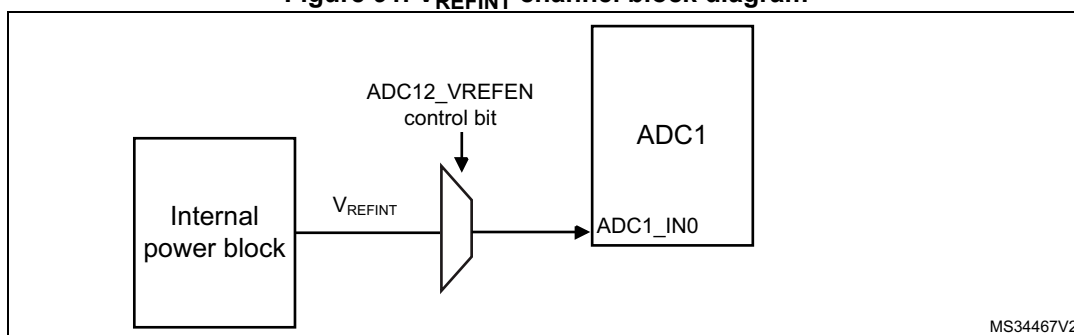 ADC12_VREFEN
control bit
ADC1
Internal
power block
VREFINT
ADC1_IN0
MS34467V2